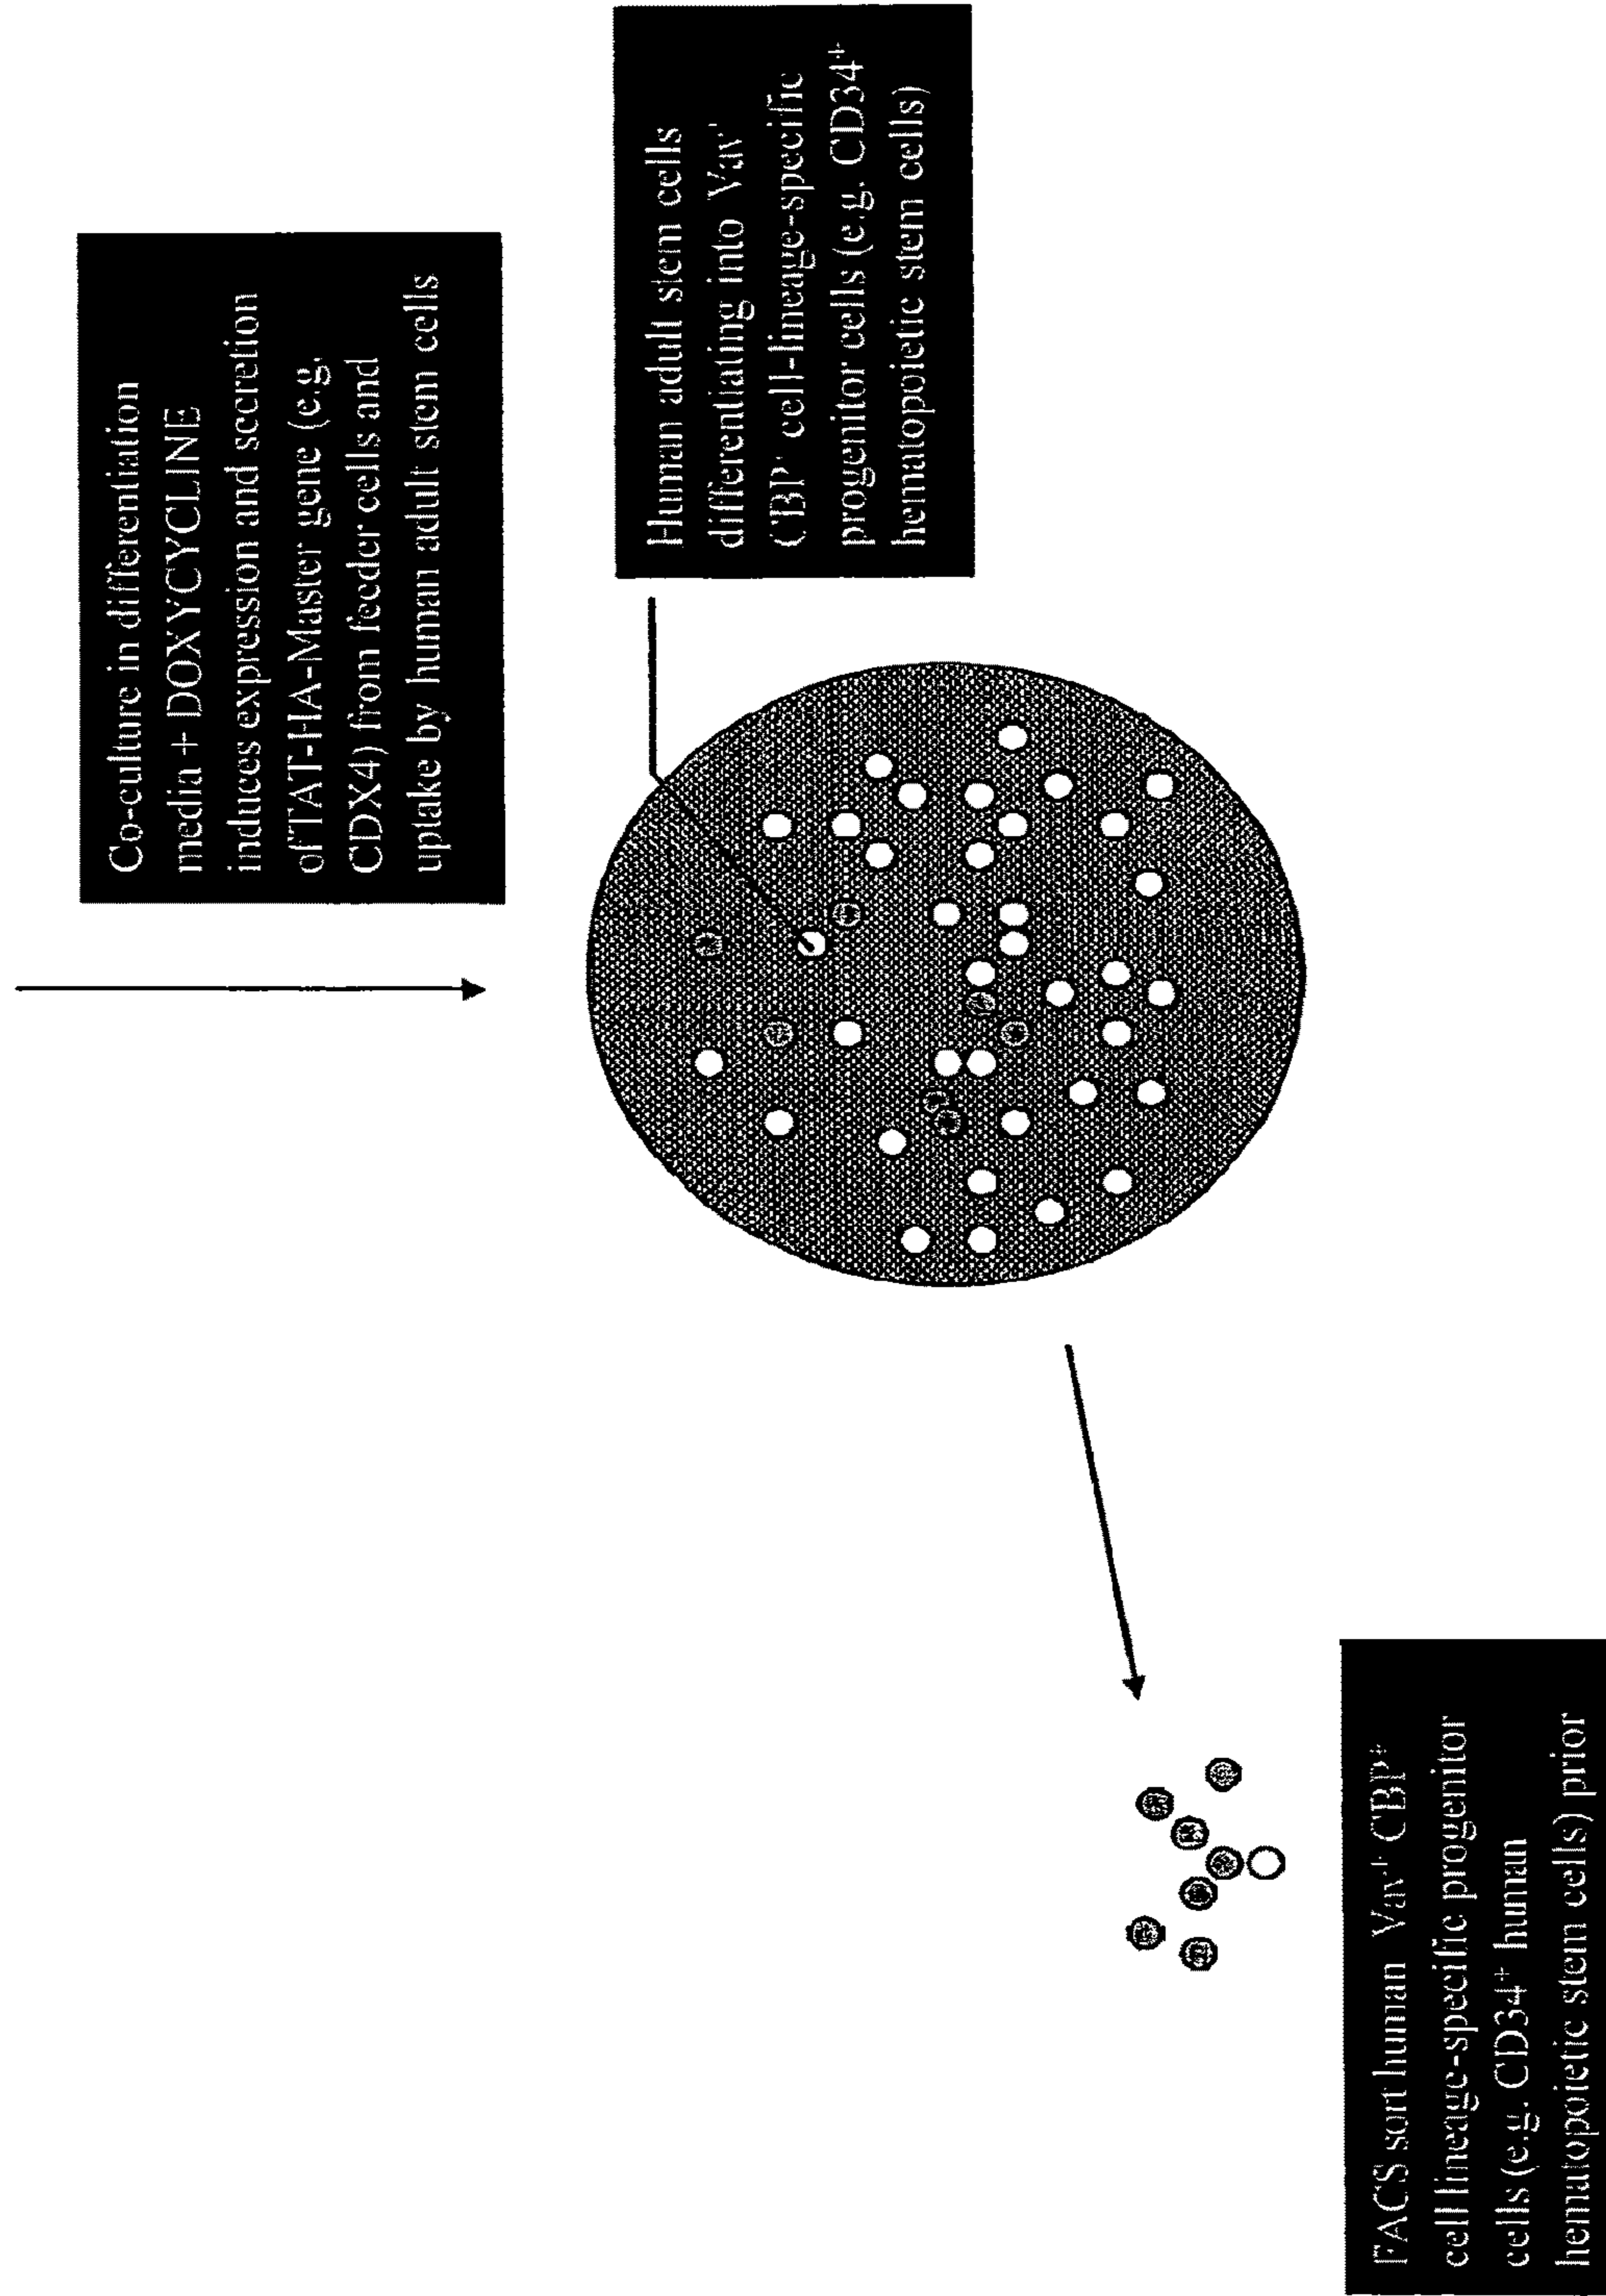 Co-culture in differentiation
media + DOXYCYCLINE
induces expression and secretion
of TAT-HA-Master gene (e.g.
CDX4) from feeder cells and
uptake by human adult stem cells
Human adult stem cells
differentiating into Vav⁺
CBP⁺ cell-lineage-specific
progenitor cells (e.g. CD34⁺
hematopoietic stem cells)
FACS sort human Vav⁺ CBP⁺
cell lineage-specific progenitor
cells (e.g. CD34⁺ human
hematopoietic stem cells) prior